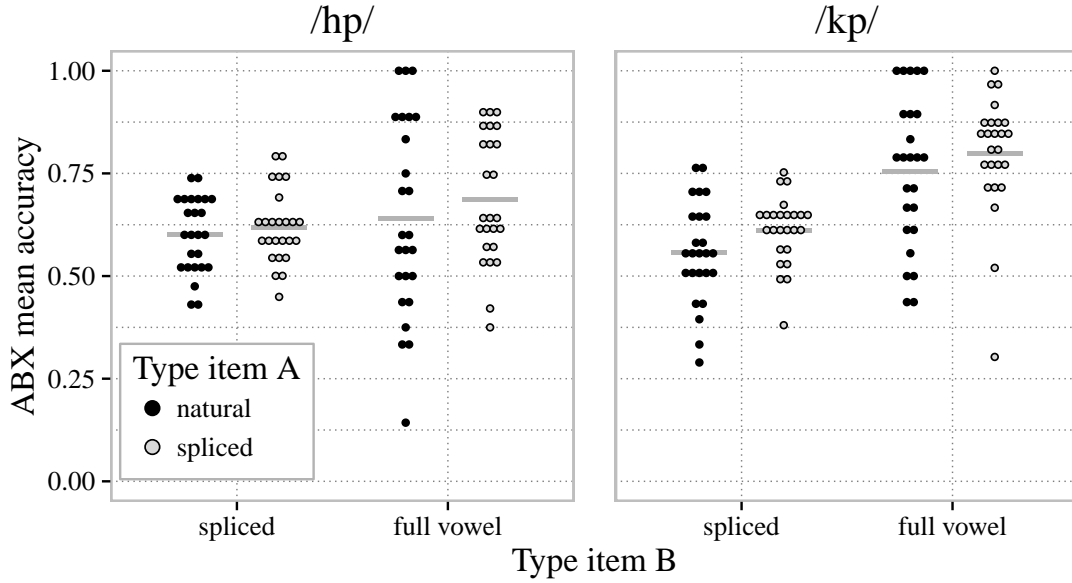 /hp/
/kp/
ABX mean accuracy
1.00
0.75
0.50
0.25
0.00
Type item A
natural
spliced
spliced
full vowel
spliced
full vowel
Type item B